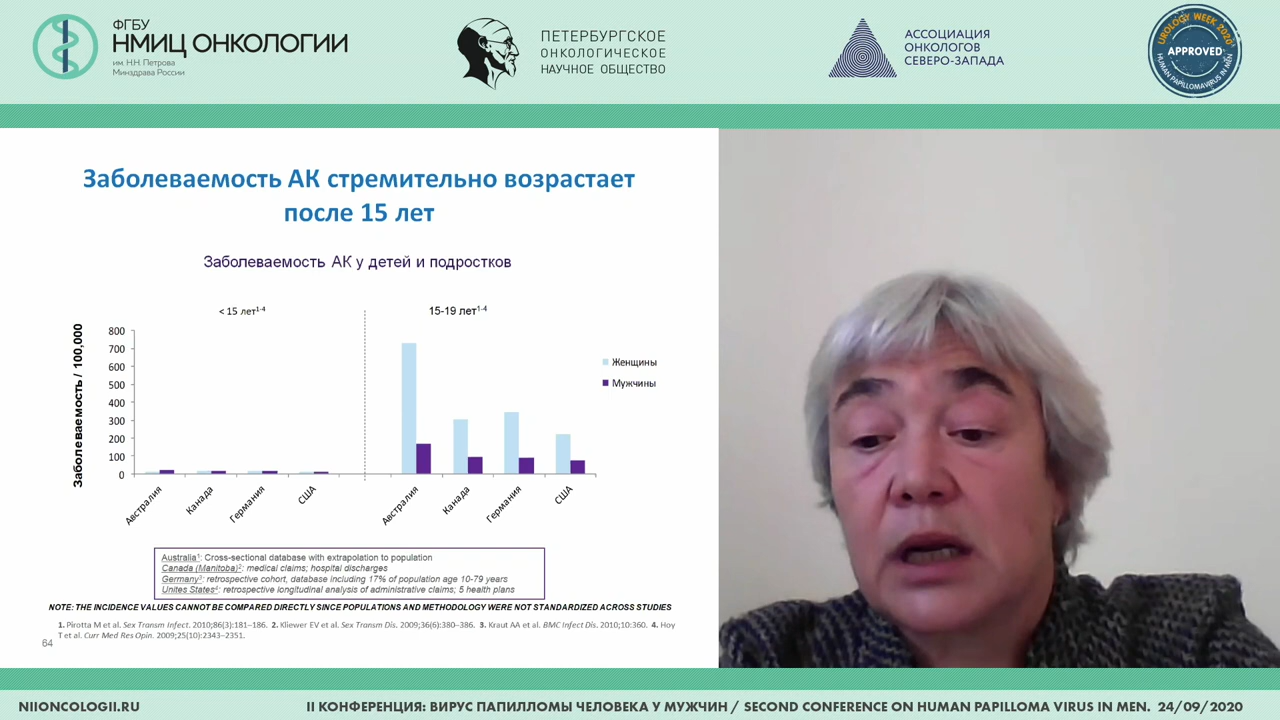 ФГБУ
НМИЦ ОНКОЛОГИИ
им. Н.Н. Петрова
Минздрава России
ПЕТЕРБУРГСКОЕ
ОНКОЛОГИЧЕСКОЕ
НАУЧНОЕ ОБЩЕСТВО
АССОЦИАЦИЯ
ОНКОЛОГОВ
СЕВЕРО-ЗАПАДА
UROLOGY WEEK 2020
APPROVED
HUMAN PAPILLOMAVIRUS IN MEN
Заболеваемость АК стремительно возрастает
после 15 лет
Заболеваемость АК у детей и подростков
< 15 лет1-4
15-19 лет1-4
Заболеваемость / 100,000
800
700
600
500
400
300
200
100
0
Женщины
Мужчины
Австралия
Канада
Германия
США
Австралия
Канада
Германия
США
Australia1: Cross-sectional database with extrapolation to population
Canada (Manitoba)2: medical claims; hospital discharges
Germany3: retrospective cohort, database including 17% of population age 10-79 years
Unites States4: retrospective longitudinal analysis of administrative claims; 5 health plans
NOTE: THE INCIDENCE VALUES CANNOT BE COMPARED DIRECTLY SINCE POPULATIONS AND METHODOLOGY WERE NOT STANDARDIZED ACROSS STUDIES
1. Pirotta M et al. Sex Transm Infect. 2010;86(3):181–186. 2. Kliewer EV et al. Sex Transm Dis. 2009;36(6):380–386. 3. Kraut AA et al. BMC Infect Dis. 2010;10:360. 4. Hoy
T et al. Curr Med Res Opin. 2009;25(10):2343–2351.
64
NIIONCOLOGII.RU
II КОНФЕРЕНЦИЯ: ВИРУС ПАПИЛЛОМЫ ЧЕЛОВЕКА У МУЖЧИН / SECOND CONFERENCE ON HUMAN PAPILLOMA VIRUS IN MEN. 24/09/2020